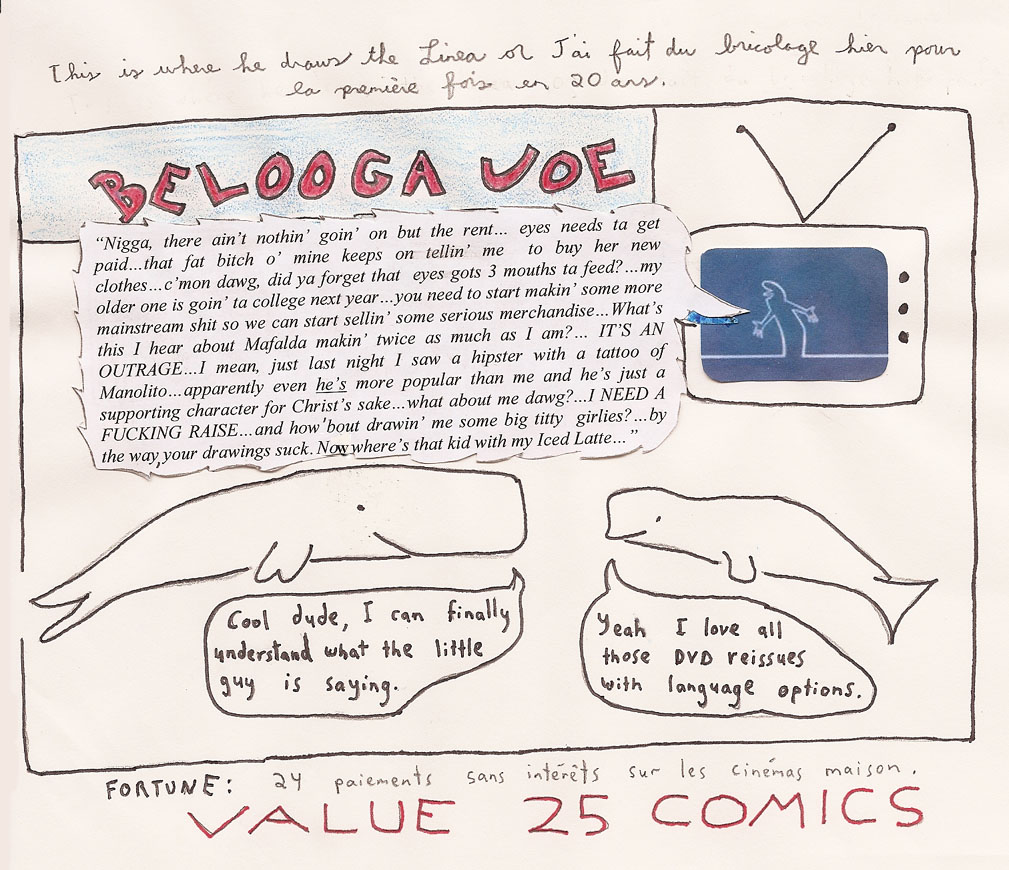 This is where he draws the Linea or J'ai fait du bricolage hier pour
la première fois en 20 ans.
BELOOGA JOE
“Nigga, there ain't nothin' goin' on but the rent... eyes needs ta get
paid...that fat bitch o' mine keeps on tellin' me to buy her new
clothes...c'mon dawg, did ya forget that eyes gots 3 mouths ta feed?...my
older one is goin' ta college next year...you need to start makin' some more
mainstream shit so we can start sellin' some serious merchandise...What's
this I hear about Mafalda makin' twice as much as I am?... IT'S AN
OUTRAGE...I mean, just last night I saw a hipster with a tattoo of
Manolito...apparently even he's more popular than me and he's just a
supporting character for Christ's sake...what about me dawg?...I NEED A
FUCKING RAISE...and how'bout drawin' me some big titty girlies?...by
the way, your drawings suck. Now where's that kid with my Iced Latte...”
Cool dude, I can finally
understand what the little
guy is saying.
Yeah I love all
those DVD reissues
with language options.
FORTUNE: 24 paiements sans intérêts sur les cinémas maison.
VALUE 25 COMICS